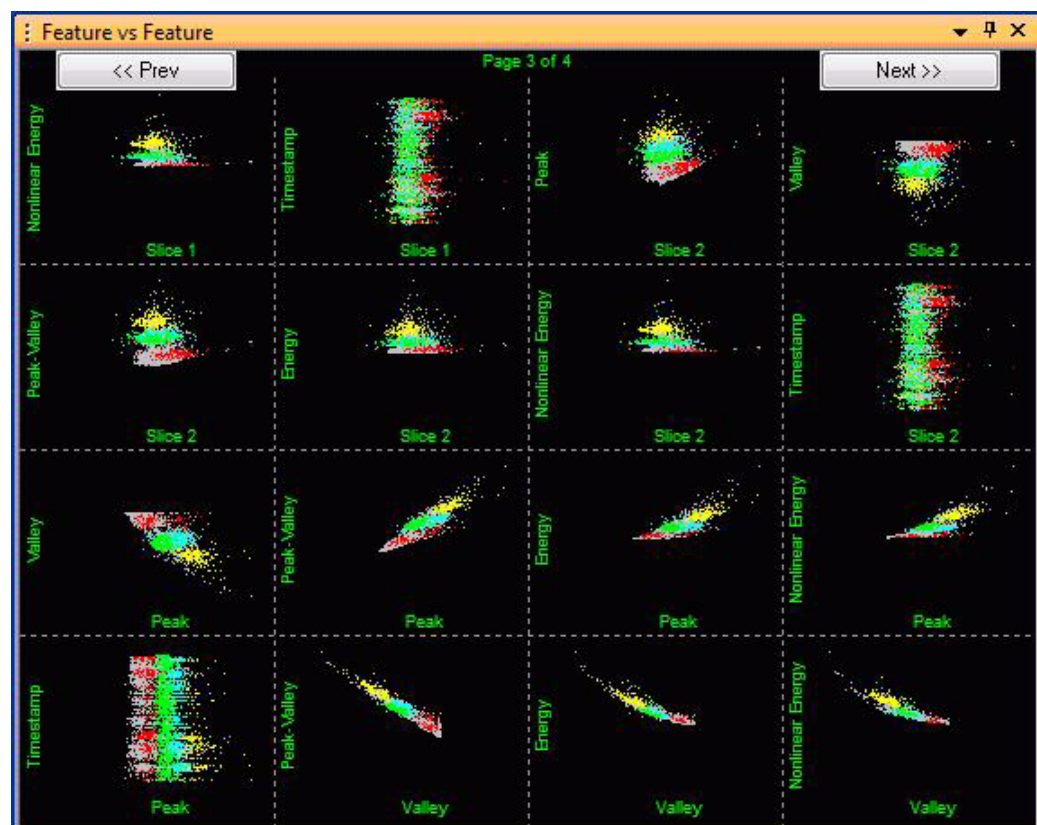 Feature vs Feature
<< Prev
Page 3 of 4
Next >>
Nonlinear Energy
Slice 1
Timestamp
Slice 1
Peak
Slice 2
Valley
Slice 2
Peak-Valley
Slice 2
Energy
Slice 2
Nonlinear Energy
Slice 2
Timestamp
Slice 2
Valley
Peak
Peak-Valley
Peak
Energy
Peak
Nonlinear Energy
Peak
Timestamp
Peak
Peak-Valley
Valley
Energy
Valley
Nonlinear Energy
Valley